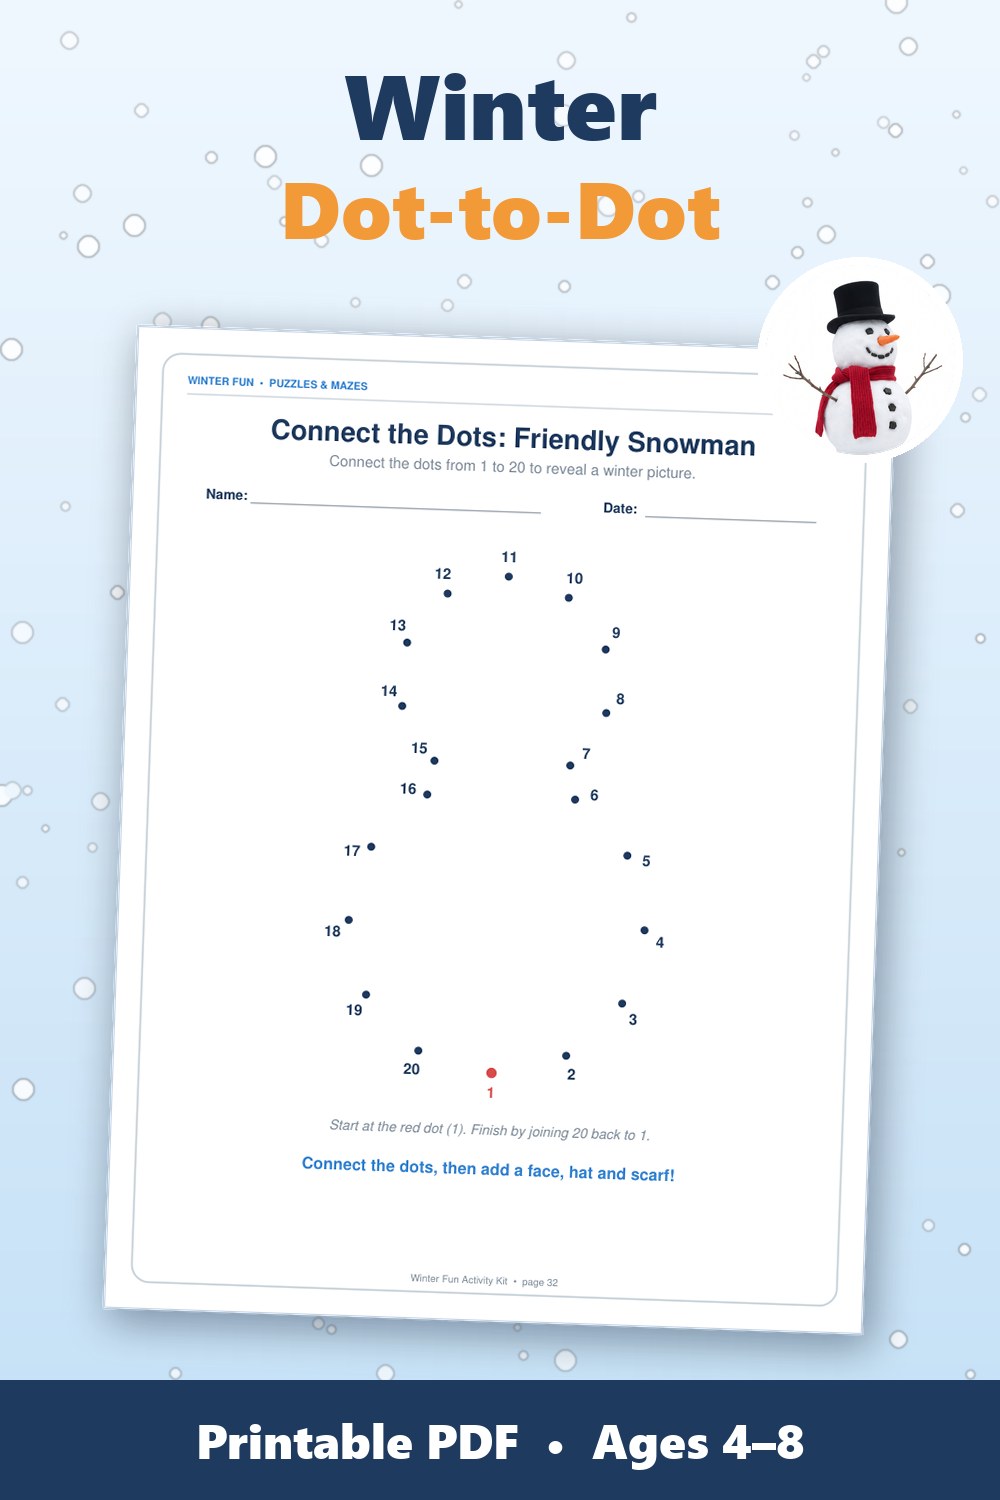 Winter
Dot-to-Dot
WINTER FUN • PUZZLES & MAZES
Connect the Dots: Friendly Snowman
Connect the dots from 1 to 20 to reveal a winter picture.
Name: Date:
11
12
10
13
9
14
8
15
7
16
6
17
5
18
4
19
3
20
2
1
Start at the red dot (1). Finish by joining 20 back to 1.
Connect the dots, then add a face, hat and scarf!
Winter Fun Activity Kit • page 32
Printable PDF • Ages 4–8